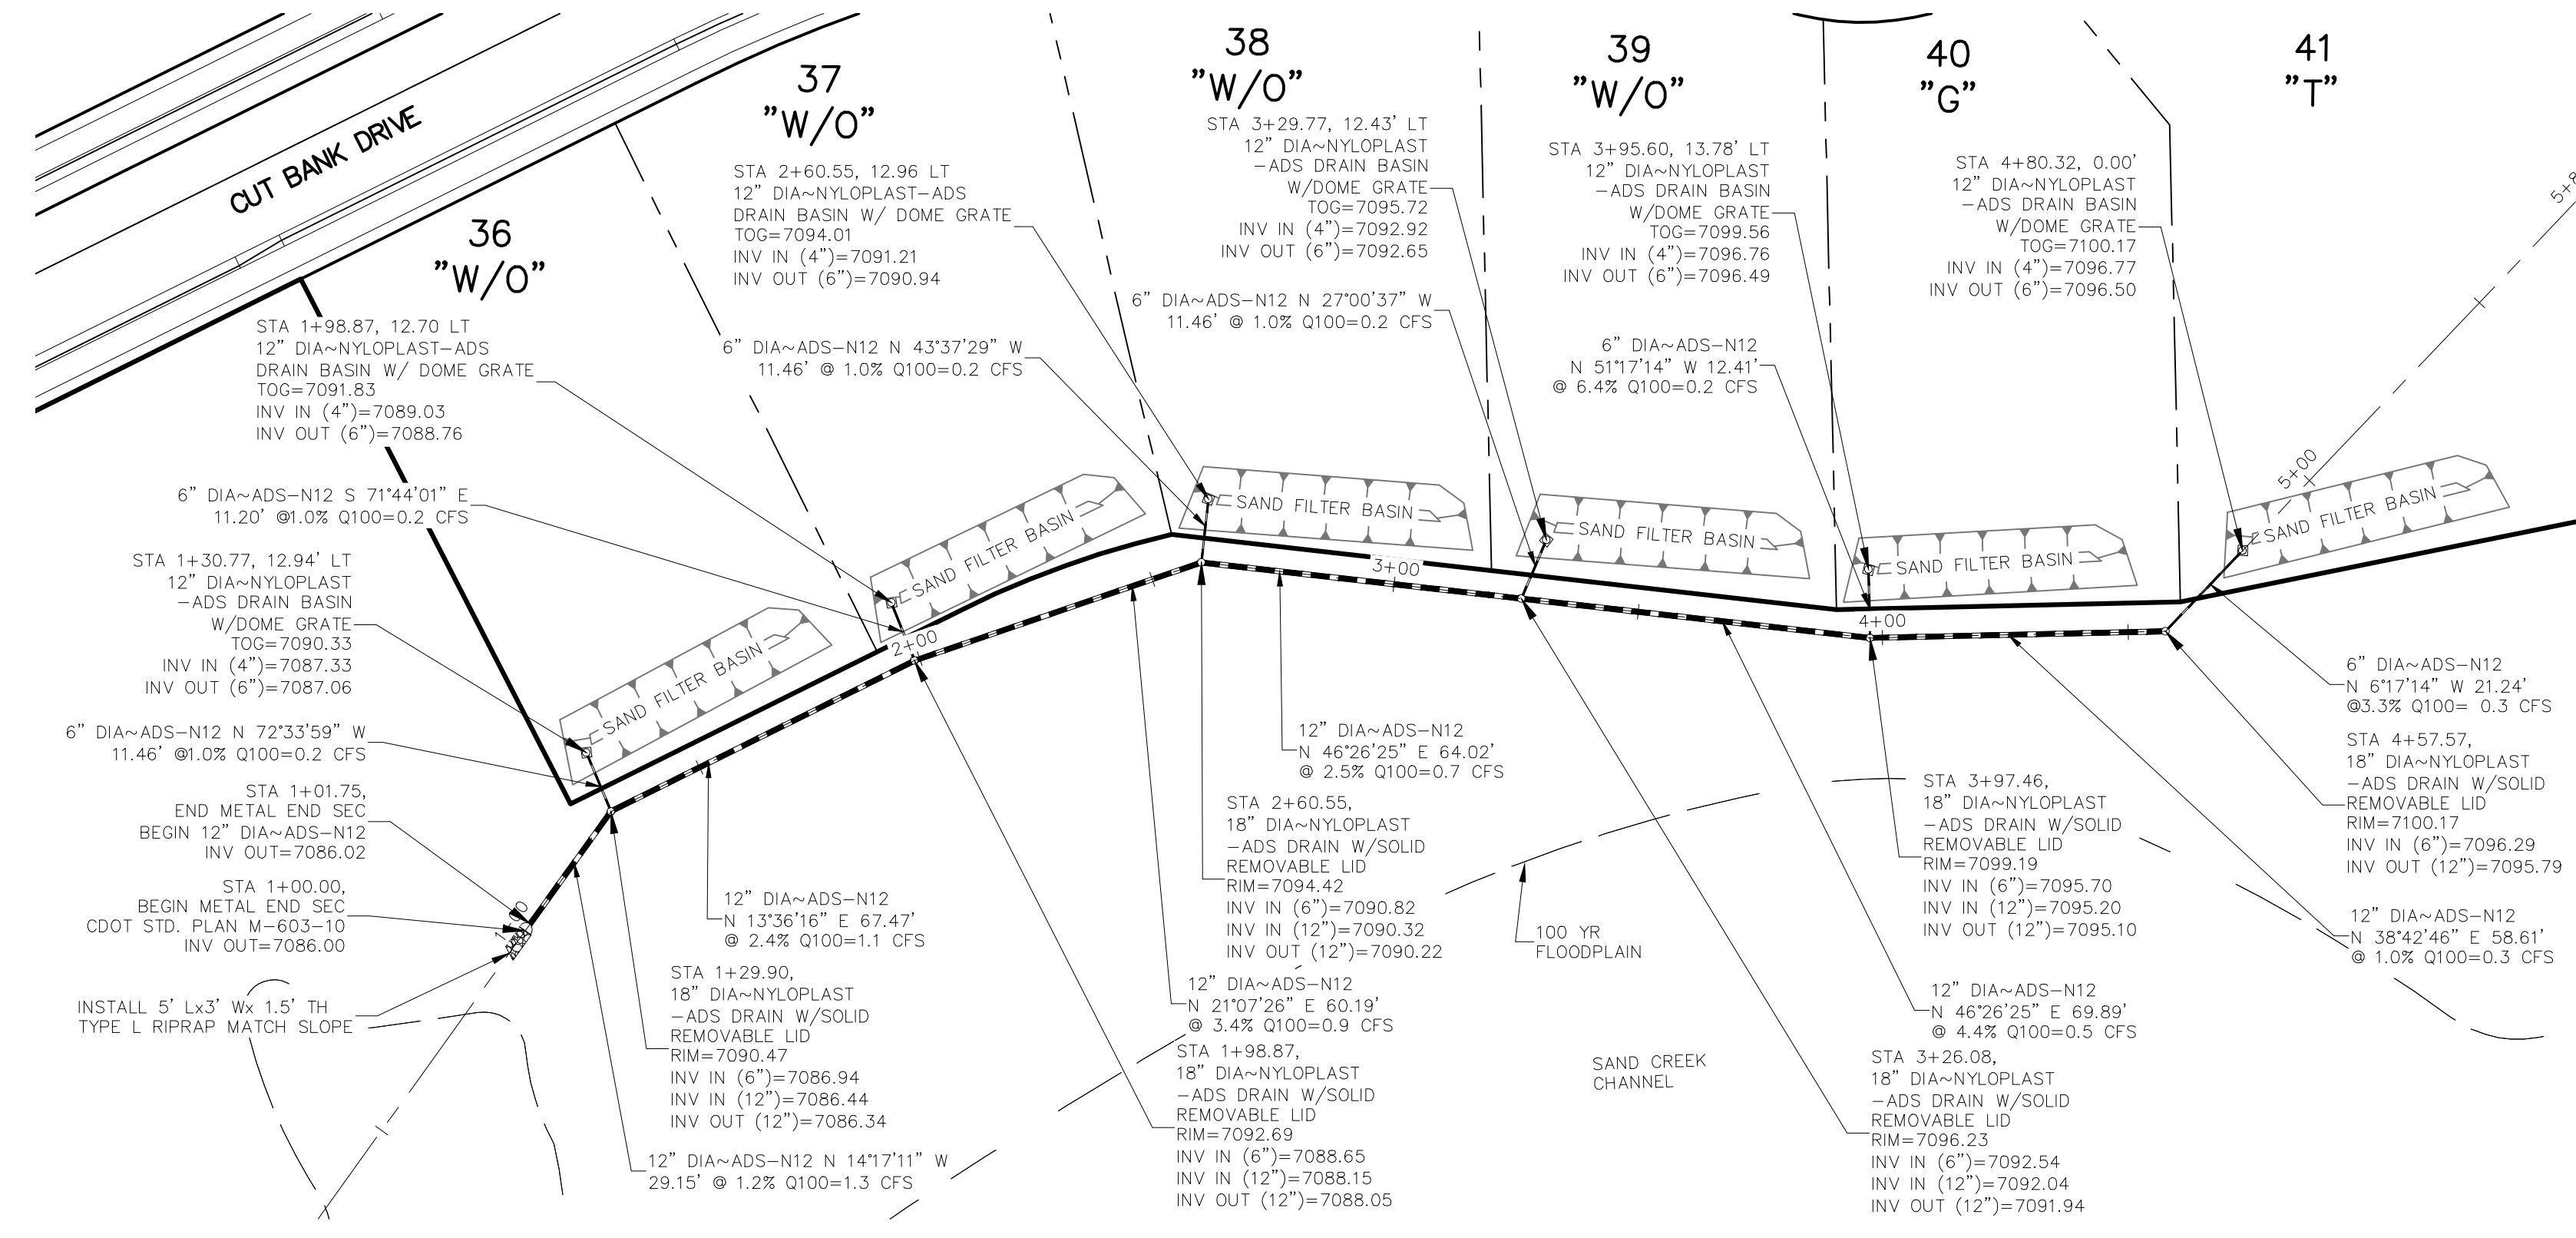 36
"W/O"
37
"W/O"
38
"W/O"
39
"W/O"
40
"G"
41
"T"
CUT BANK DRIVE
STA 1+98.87, 12.70 LT
12" DIA~NYLOPLAST-ADS
DRAIN BASIN W/ DOME GRATE
TOG=7091.83
INV IN (4")=7089.03
INV OUT (6")=7088.76
STA 2+60.55, 12.96 LT
12" DIA~NYLOPLAST-ADS
DRAIN BASIN W/ DOME GRATE
TOG=7094.01
INV IN (4")=7091.21
INV OUT (6")=7090.94
STA 3+29.77, 12.43' LT
12" DIA~NYLOPLAST
-ADS DRAIN BASIN
W/DOME GRATE
TOG=7095.72
INV IN (4")=7092.92
INV OUT (6")=7092.65
STA 3+95.60, 13.78' LT
12" DIA~NYLOPLAST
-ADS DRAIN BASIN
W/DOME GRATE
TOG=7099.56
INV IN (4")=7096.76
INV OUT (6")=7096.49
STA 4+80.32, 0.00'
12" DIA~NYLOPLAST
-ADS DRAIN BASIN
W/DOME GRATE
TOG=7100.17
INV IN (4")=7096.77
INV OUT (6")=7096.50
6" DIA~ADS-N12 N 43°37'29" W
11.46' @ 1.0% Q100=0.2 CFS
6" DIA~ADS-N12 N 27°00'37" W
11.46' @ 1.0% Q100=0.2 CFS
6" DIA~ADS-N12
N 51°17'14" W 12.41'
@ 6.4% Q100=0.2 CFS
6" DIA~ADS-N12 S 71°44'01" E
11.20' @1.0% Q100=0.2 CFS
STA 1+30.77, 12.94' LT
12" DIA~NYLOPLAST
-ADS DRAIN BASIN
W/DOME GRATE
TOG=7090.33
INV IN (4")=7087.33
INV OUT (6")=7087.06
6" DIA~ADS-N12 N 72°33'59" W
11.46' @1.0% Q100=0.2 CFS
STA 1+01.75,
END METAL END SEC
BEGIN 12" DIA~ADS-N12
INV OUT=7086.02
STA 1+00.00,
BEGIN METAL END SEC
CDOT STD. PLAN M-603-10
INV OUT=7086.00
INSTALL 5' Lx3' Wx 1.5' TH
TYPE L RIPRAP MATCH SLOPE
SAND FILTER BASIN
SAND FILTER BASIN
SAND FILTER BASIN
SAND FILTER BASIN
SAND FILTER BASIN
SAND FILTER BASIN
2+00
3+00
4+00
5+00
12" DIA~ADS-N12
N 13°36'16" E 67.47'
@ 2.4% Q100=1.1 CFS
STA 1+29.90,
18" DIA~NYLOPLAST
-ADS DRAIN W/SOLID
REMOVABLE LID
RIM=7090.47
INV IN (6")=7086.94
INV IN (12")=7086.44
INV OUT (12")=7086.34
12" DIA~ADS-N12 N 14°17'11" W
29.15' @ 1.2% Q100=1.3 CFS
12" DIA~ADS-N12
N 46°26'25" E 64.02'
@ 2.5% Q100=0.7 CFS
STA 2+60.55,
18" DIA~NYLOPLAST
-ADS DRAIN W/SOLID
REMOVABLE LID
RIM=7094.42
INV IN (6")=7090.82
INV IN (12")=7090.32
INV OUT (12")=7090.22
12" DIA~ADS-N12
N 21°07'26" E 60.19'
@ 3.4% Q100=0.9 CFS
STA 1+98.87,
18" DIA~NYLOPLAST
-ADS DRAIN W/SOLID
REMOVABLE LID
RIM=7092.69
INV IN (6")=7088.65
INV IN (12")=7088.15
INV OUT (12")=7088.05
100 YR
FLOODPLAIN
SAND CREEK
CHANNEL
STA 3+97.46,
18" DIA~NYLOPLAST
-ADS DRAIN W/SOLID
REMOVABLE LID
RIM=7099.19
INV IN (6")=7095.70
INV IN (12")=7095.20
INV OUT (12")=7095.10
12" DIA~ADS-N12
N 46°26'25" E 69.89'
@ 4.4% Q100=0.5 CFS
STA 3+26.08,
18" DIA~NYLOPLAST
-ADS DRAIN W/SOLID
REMOVABLE LID
RIM=7096.23
INV IN (6")=7092.54
INV IN (12")=7092.04
INV OUT (12")=7091.94
6" DIA~ADS-N12
N 6°17'14" W 21.24'
@3.3% Q100= 0.3 CFS
STA 4+57.57,
18" DIA~NYLOPLAST
-ADS DRAIN W/SOLID
REMOVABLE LID
RIM=7100.17
INV IN (6")=7096.29
INV OUT (12")=7095.79
12" DIA~ADS-N12
N 38°42'46" E 58.61'
@ 1.0% Q100=0.3 CFS